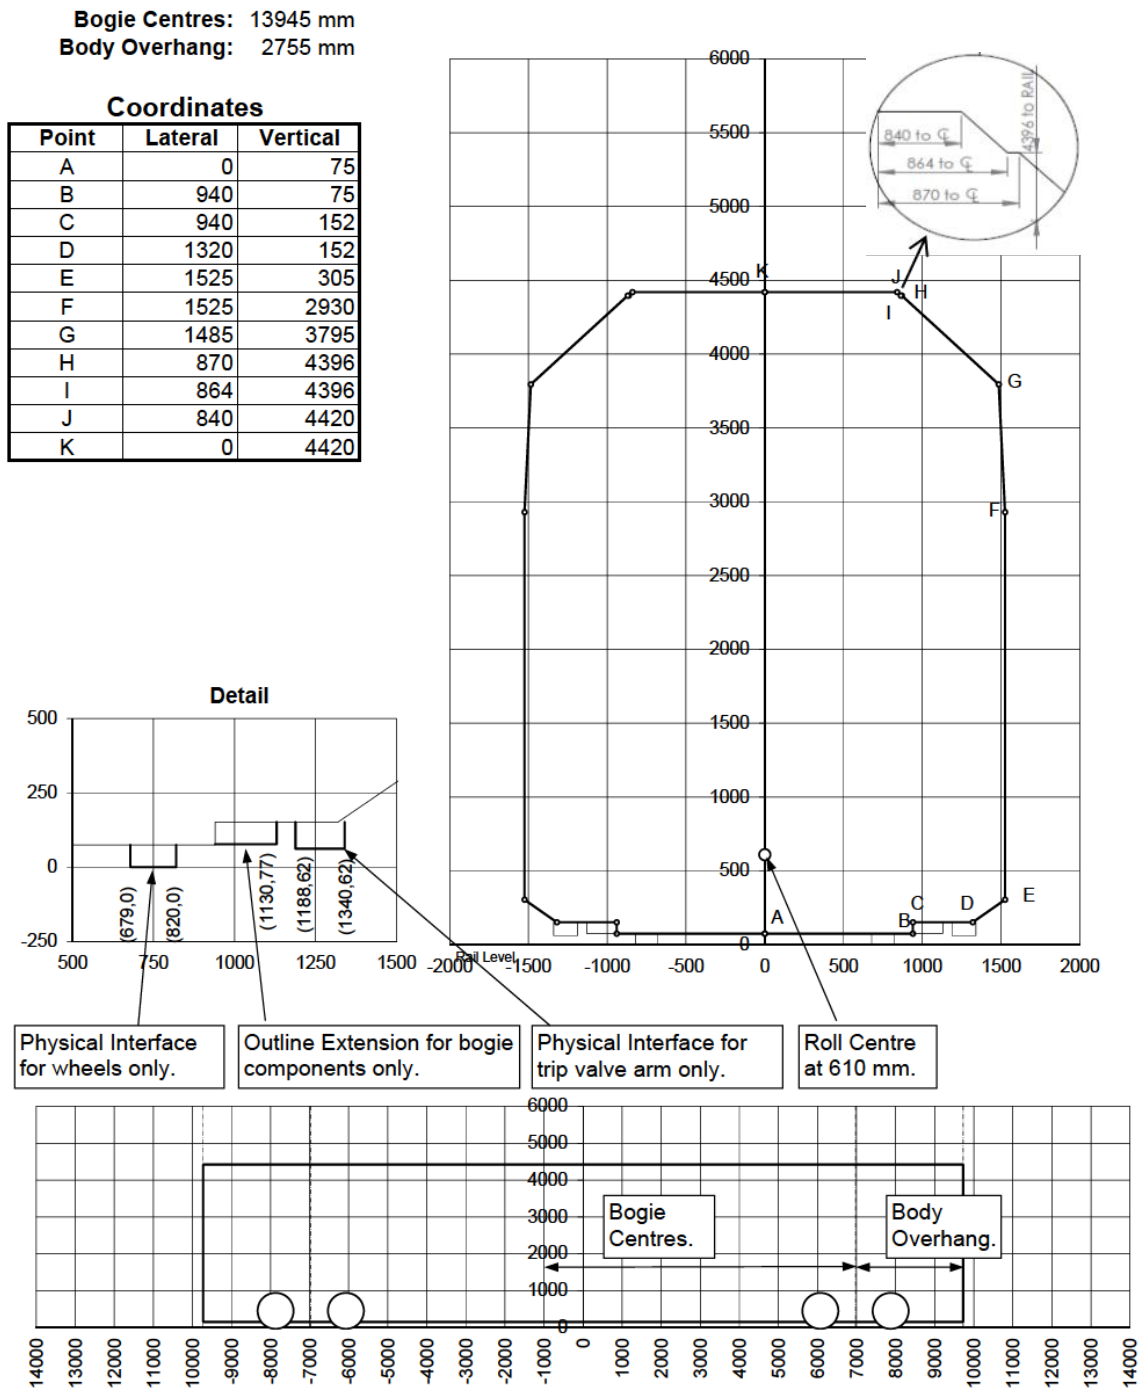 Bogie Centres: 13945 mm
Body Overhang: 2755 mm
Coordinates
Point Lateral Vertical
A 0 75
B 940 75
C 940 152
D 1320 152
E 1525 305
F 1525 2930
G 1485 3795
H 870 4396
I 864 4396
J 840 4420
K 0 4420
6000
5500
5000
4500
4000
3500
3000
2500
2000
1500
1000
500
0
840 to ℄
864 to ℄
870 to ℄
4396 to RAIL
K
J
H
I
G
F
E
D
C
B
A
-2000 -1500 -1000 -500 0 500 1000 1500 2000
Rail Level
Detail
500
250
0
-250
500 750 1000 1250 1500
(679,0)
(820,0)
(1130,77)
(1188,62)
(1340,62)
Physical Interface
for wheels only.
Outline Extension for bogie
components only.
Physical Interface for
trip valve arm only.
Roll Centre
at 610 mm.
6000
5000
4000
3000
2000
1000
0
Bogie
Centres.
Body
Overhang.
14000 13000 12000 11000 10000 -9000 -8000 -7000 -6000 -5000 -4000 -3000 -2000 -1000 0 1000 2000 3000 4000 5000 6000 7000 8000 9000 10000 11000 12000 13000 14000